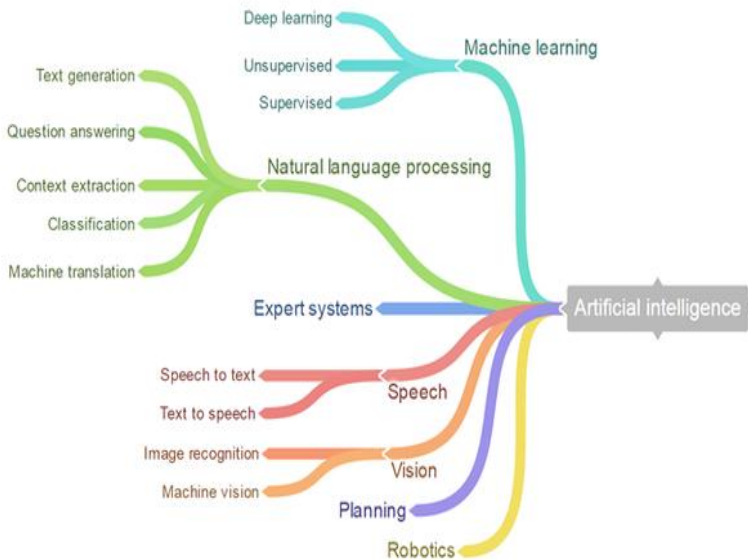 Deep learning
Machine learning
Unsupervised
Supervised
Text generation
Question answering
Natural language processing
Context extraction
Classification
Machine translation
Artificial intelligence
Expert systems
Speech to text
Speech
Text to speech
Image recognition
Vision
Machine vision
Planning
Robotics